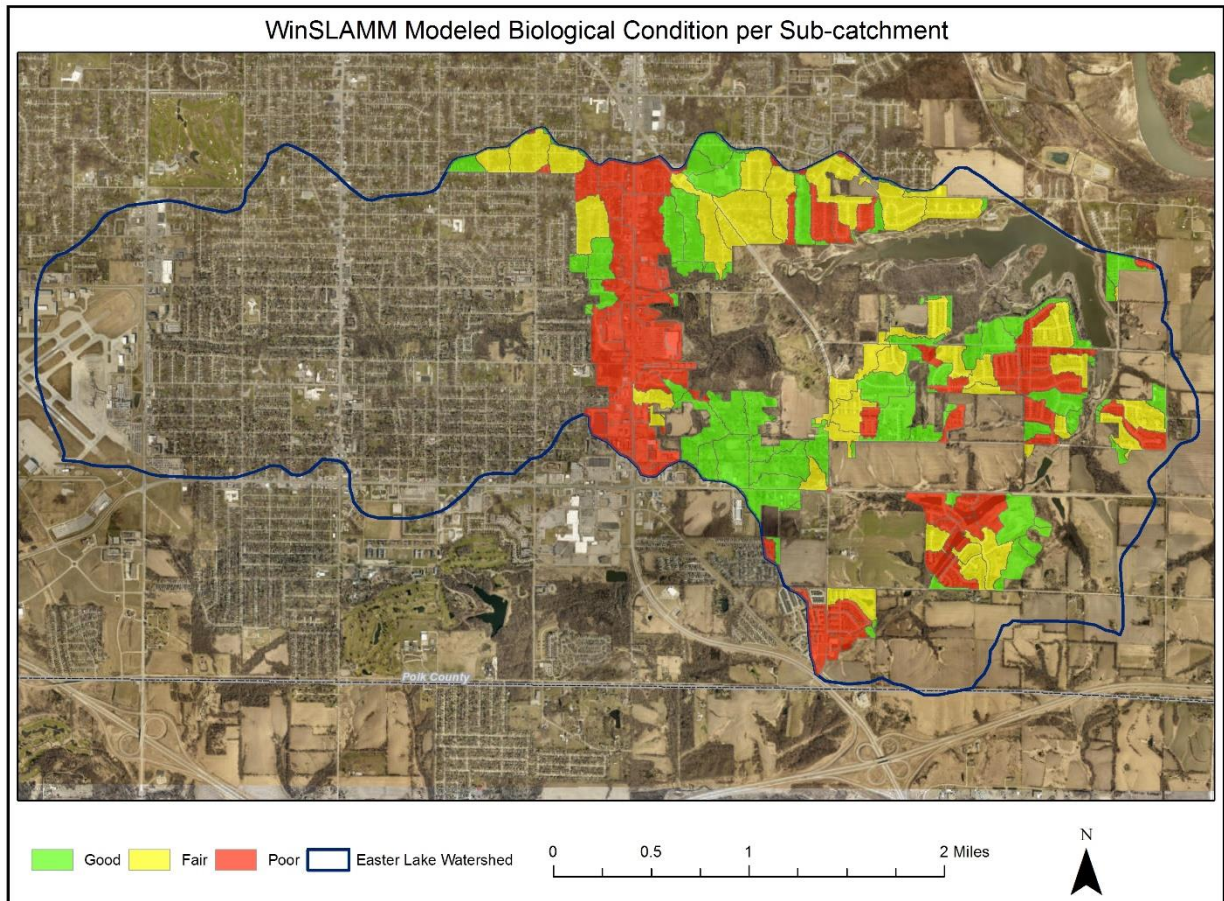 WinSLAMM Modeled Biological Condition per Sub-catchment
Polk County
Good Fair Poor Easter Lake Watershed
0 0.5 1 2 Miles
N